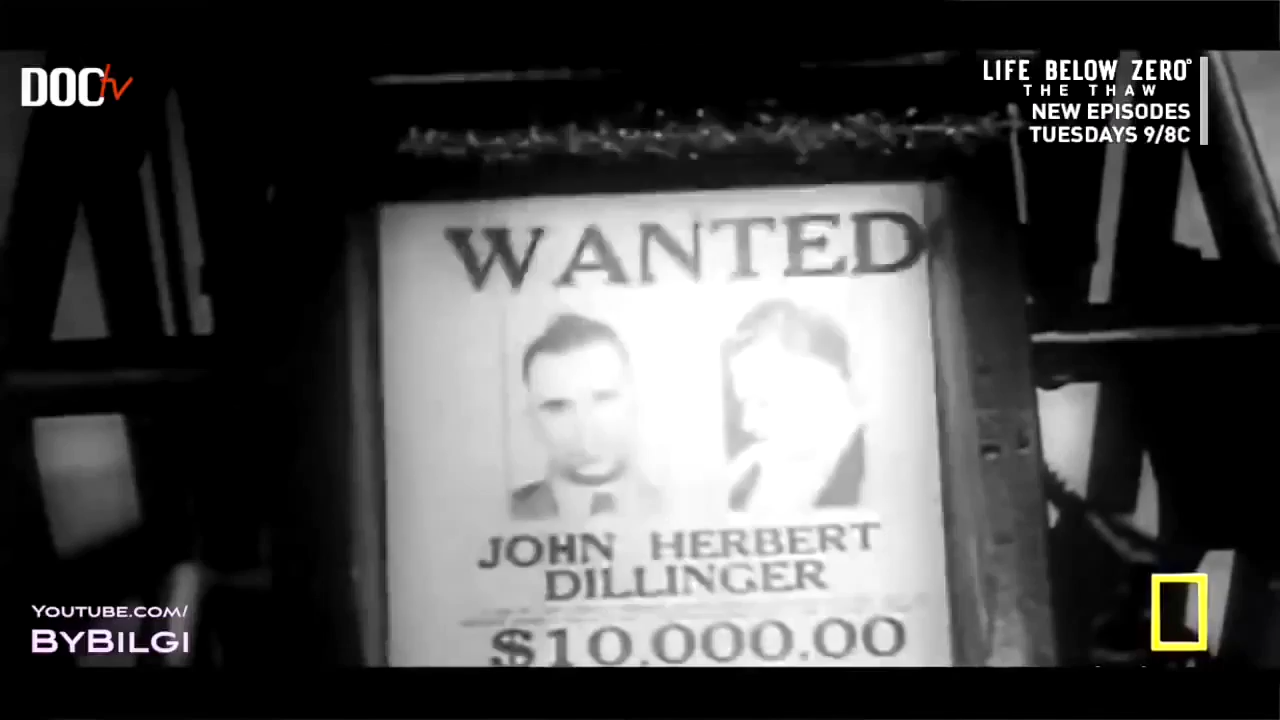 DOCtv
LIFE BELOW ZERO°
THE THAW
NEW EPISODES
TUESDAYS 9/8C
WANTED
JOHN HERBERT
DILLINGER
$10,000.00
YOUTUBE.COM/
BYBILGI